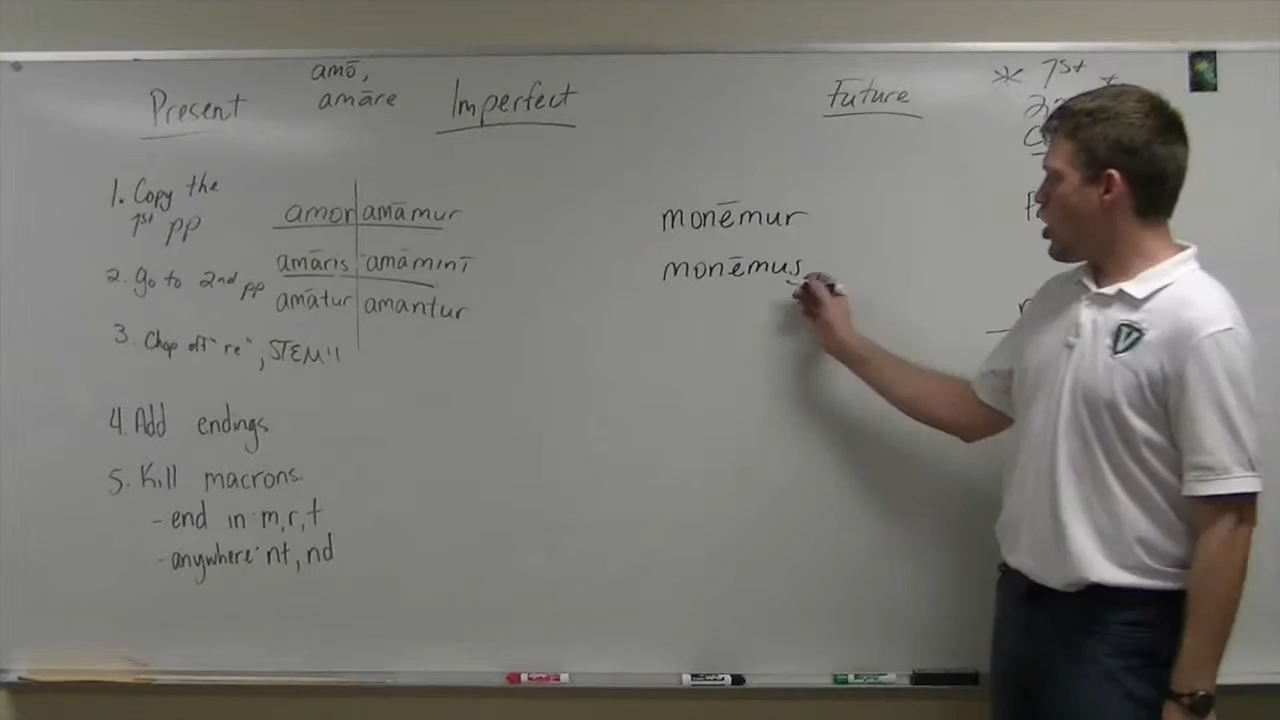 Present
amō,
amāre
Imperfect
Future
* 1st +
1. Copy the
1st pp
2. Go to 2nd pp
3. Chop off "re", STEM!!
4. Add endings
5. Kill macrons.
- end in m, r, t
- anywhere: nt, nd
amor amāmur
amāris amāminī
amātur amantur
monēmur
monēmus
V